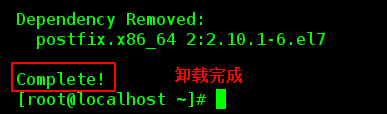 Dependency Removed:
  postfix.x86_64 2:2.10.1-6.el7
Complete! 卸载完成
[root@localhost ~]#